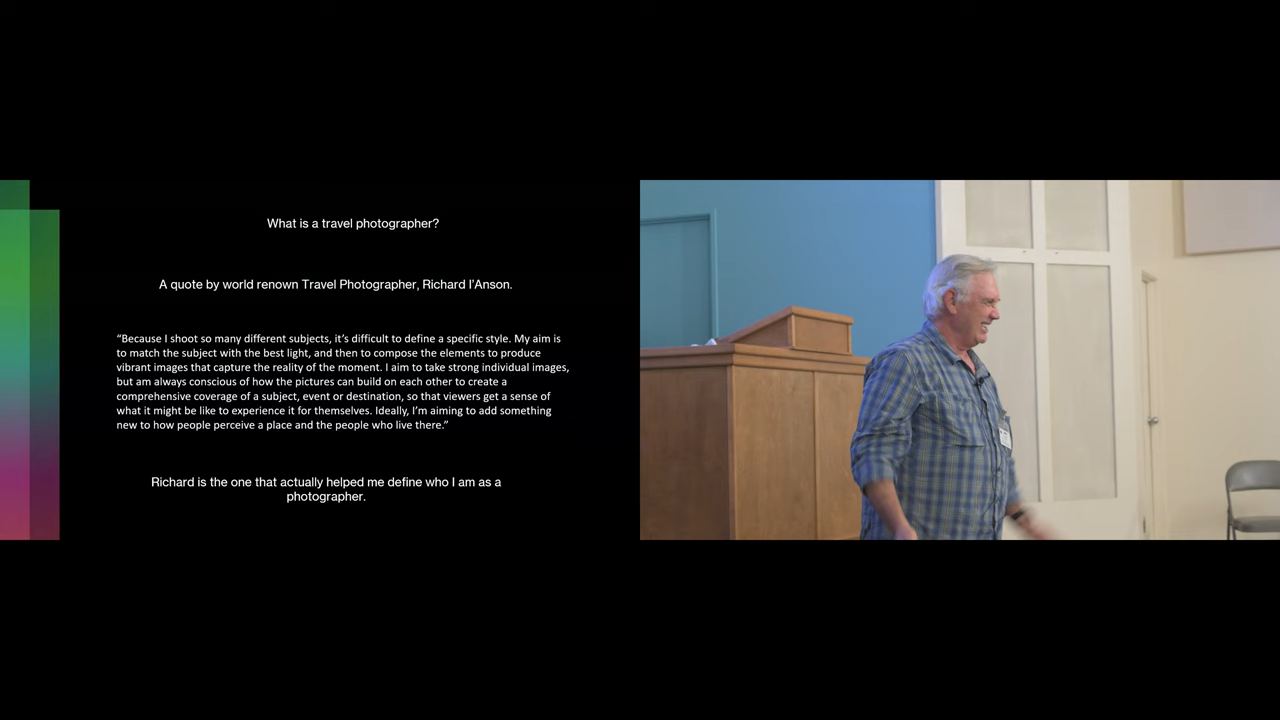 What is a travel photographer?
A quote by world renown Travel Photographer, Richard I'Anson.
“Because I shoot so many different subjects, it’s difficult to define a specific style. My aim is
to match the subject with the best light, and then to compose the elements to produce
vibrant images that capture the reality of the moment. I aim to take strong individual images,
but am always conscious of how the pictures can build on each other to create a
comprehensive coverage of a subject, event or destination, so that viewers get a sense of
what it might be like to experience it for themselves. Ideally, I’m aiming to add something
new to how people perceive a place and the people who live there.”
Richard is the one that actually helped me define who I am as a
photographer.